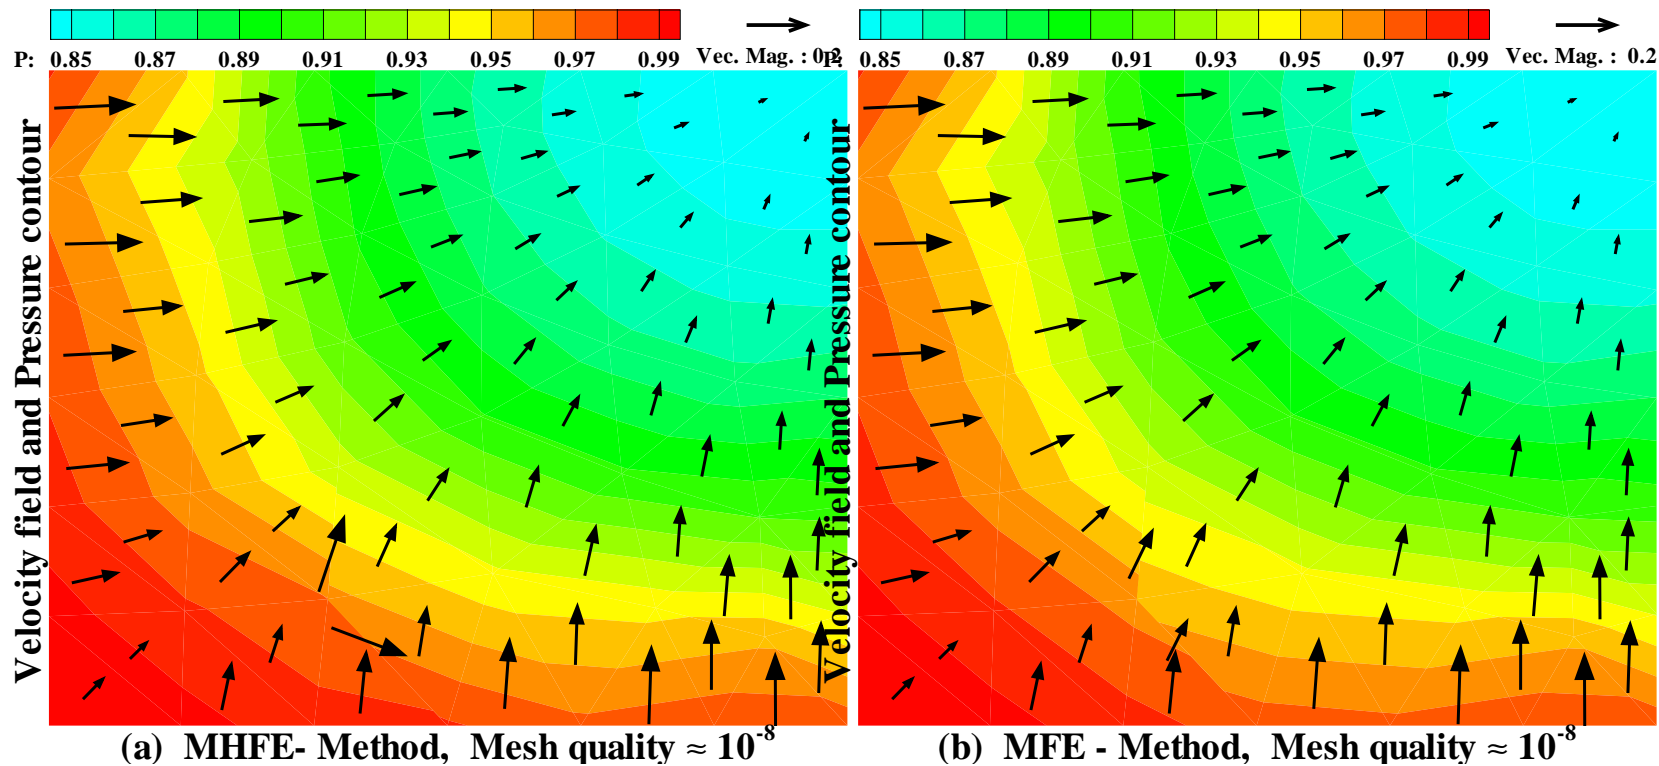 P: 0.85 0.87 0.89 0.91 0.93 0.95 0.97 0.99 Vec. Mag. : 0.2
P: 0.85 0.87 0.89 0.91 0.93 0.95 0.97 0.99 Vec. Mag. : 0.2
Velocity field and Pressure contour
Velocity field and Pressure contour
(a) MHFE- Method, Mesh quality ≈ 10^-8
(b) MFE - Method, Mesh quality ≈ 10^-8